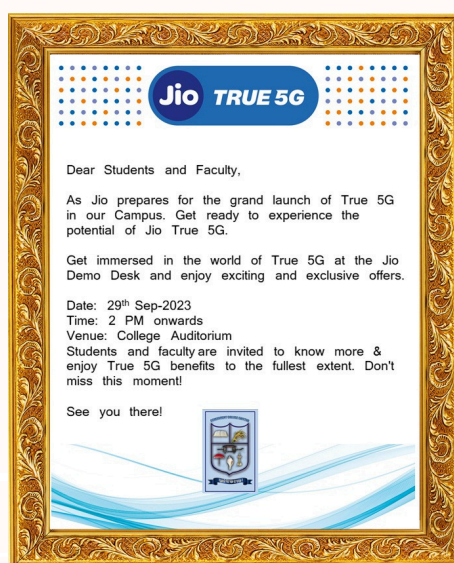 Jio TRUE 5G
Dear Students and Faculty,
As Jio prepares for the grand launch of True 5G
in our Campus. Get ready to experience the
potential of Jio True 5G.
Get immersed in the world of True 5G at the Jio
Demo Desk and enjoy exciting and exclusive offers.
Date: 29th Sep-2023
Time: 2 PM onwards
Venue: College Auditorium
Students and faculty are invited to know more &
enjoy True 5G benefits to the fullest extent. Don't
miss this moment!
See you there!